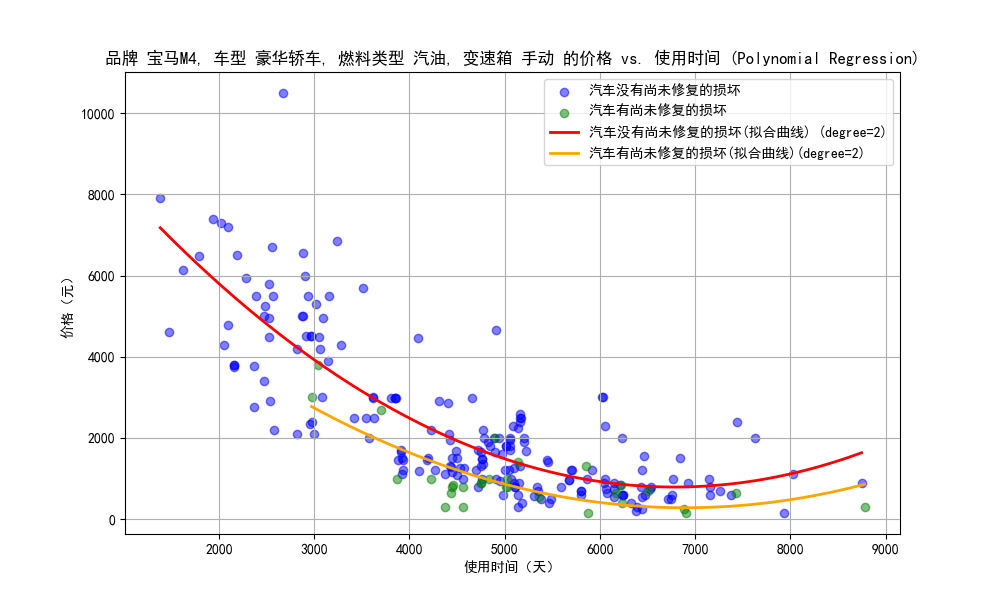 品牌 宝马M4, 车型 豪华轿车, 燃料类型 汽油, 变速箱 手动 的价格 vs. 使用时间 (Polynomial Regression)
汽车没有尚未修复的损坏
汽车有尚未修复的损坏
汽车没有尚未修复的损坏(拟合曲线) (degree=2)
汽车有尚未修复的损坏(拟合曲线)(degree=2)
价格（元）
10000
8000
6000
4000
2000
0
2000 3000 4000 5000 6000 7000 8000 9000
使用时间（天）